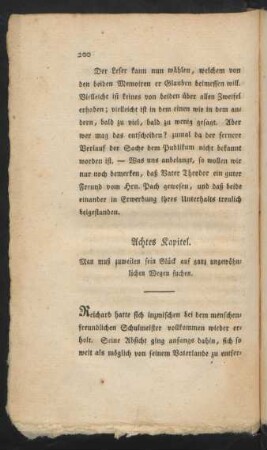 200
Der Leser kann nun wählen, welchem von
den beiden Memoiren er Glauben beimessen will.
Vielleicht ist keines von beiden über allen Zweifel
erhoben; vielleicht ist in dem einen wie in dem an-
dern, bald zu viel, bald zu wenig gesagt. Aber
wer mag das entscheiden? zumal da der fernere
Verlauf der Sache dem Publikum nicht bekannt
worden ist. — Was uns anbelangt, so wollen wir
nur noch bemerken, daß Vater Theodor ein guter
Freund vom Hrn. Pach gewesen, und daß beide
einander in Erwerbung ihres Unterhalts treulich
beigestanden.
Achtes Kapitel.
Man muß zuweilen sein Glück auf ganz ungewöhn-
lichen Wegen suchen.
Reichard hatte sich inzwischen bei dem menschen-
freundlichen Schulmeister vollkommen wieder er-
holt. Seine Absicht ging anfangs dahin, sich so
weit als möglich von seinem Vaterlande zu entfer-